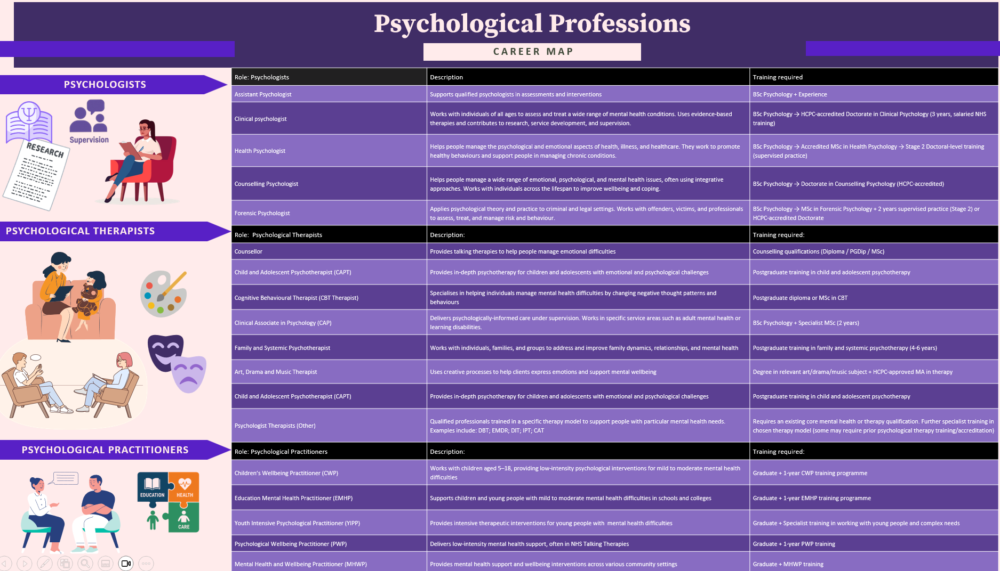 Psychological Professions
CAREER MAP
PSYCHOLOGISTS
Supervision
RESEARCH
Role: Psychologists
Description
Training required
Assistant Psychologist
Supports qualified psychologists in assessments and interventions
BSc Psychology + Experience
Clinical psychologist
Works with individuals of all ages to assess and treat a wide range of mental health conditions. Uses evidence-based
therapies and contributes to research, service development, and supervision.
BSc Psychology → HCPC-accredited Doctorate in Clinical Psychology (3 years, salaried NHS
training)
Health Psychologist
Helps people manage the psychological and emotional aspects of health, illness, and healthcare. They work to promote
healthy behaviours and support people in managing chronic conditions.
BSc Psychology → Accredited MSc in Health Psychology → Stage 2 Doctoral-level training
(supervised practice)
Counselling Psychologist
Helps people manage a wide range of emotional, psychological, and mental health issues, often using integrative
approaches. Works with individuals across the lifespan to improve wellbeing and coping.
BSc Psychology → Doctorate in Counselling Psychology (HCPC-accredited)
Forensic Psychologist
Applies psychological theory and practice to criminal and legal settings. Works with offenders, victims, and professionals
to assess, treat, and manage risk and behaviour.
BSc Psychology → MSc in Forensic Psychology + 2 years supervised practice (Stage 2) or
HCPC-accredited Doctorate
PSYCHOLOGICAL THERAPISTS
Role:  Psychological Therapists
Description:
Training required:
Counsellor
Provides talking therapies to help people manage emotional difficulties
Counselling qualifications (Diploma / PGDip / MSc)
Child and Adolescent Psychotherapist (CAPT)
Provides in-depth psychotherapy for children and adolescents with emotional and psychological challenges
Postgraduate training in child and adolescent psychotherapy
Cognitive Behavioural Therapist (CBT Therapist)
Specialises in helping individuals manage mental health difficulties by changing negative thought patterns and
behaviours
Postgraduate diploma or MSc in CBT
Clinical Associate in Psychology (CAP)
Delivers psychologically-informed care under supervision. Works in specific service areas such as adult mental health or
learning disabilities.
BSc Psychology + Specialist MSc (2 years)
Family and Systemic Psychotherapist
Works with individuals, families, and groups to address and improve family dynamics, relationships, and mental health
Postgraduate training in family and systemic psychotherapy (4-6 years)
Art, Drama and Music Therapist
Uses creative processes to help clients express emotions and support mental wellbeing
Degree in relevant art/drama/music subject + HCPC-approved MA in therapy
Child and Adolescent Psychotherapist (CAPT)
Provides in-depth psychotherapy for children and adolescents with emotional and psychological challenges
Postgraduate training in child and adolescent psychotherapy
Psychologist Therapists (Other)
Qualified professionals trained in a specific therapy model to support people with particular mental health needs.
Examples include: DBT; EMDR; DIT; IPT; CAT
Requires an existing core mental health or therapy qualification. Further specialist training in
chosen therapy model (some may require prior psychological therapy training/accreditation)
PSYCHOLOGICAL PRACTITIONERS
EDUCATION
HEALTH
CARE
Role: Psychological Practitioners
Description:
Training required:
Children's Wellbeing Practitioner (CWP)
Works with children aged 5–18, providing low-intensity psychological interventions for mild to moderate mental health
difficulties
Graduate + 1-year CWP training programme
Education Mental Health Practitioner (EMHP)
Supports children and young people with mild to moderate mental health difficulties in schools and colleges
Graduate + 1-year EMHP training programme
Youth Intensive Psychological Practitioner (YIPP)
Provides intensive therapeutic interventions for young people with  mental health difficulties
Graduate + Specialist training in working with young people and complex needs
Psychological Wellbeing Practitioner (PWP)
Delivers low-intensity mental health support, often in NHS Talking Therapies
Graduate + 1-year PWP training
Mental Health and Wellbeing Practitioner (MHWP)
Provides mental health support and wellbeing interventions across various community settings
Graduate + MHWP training